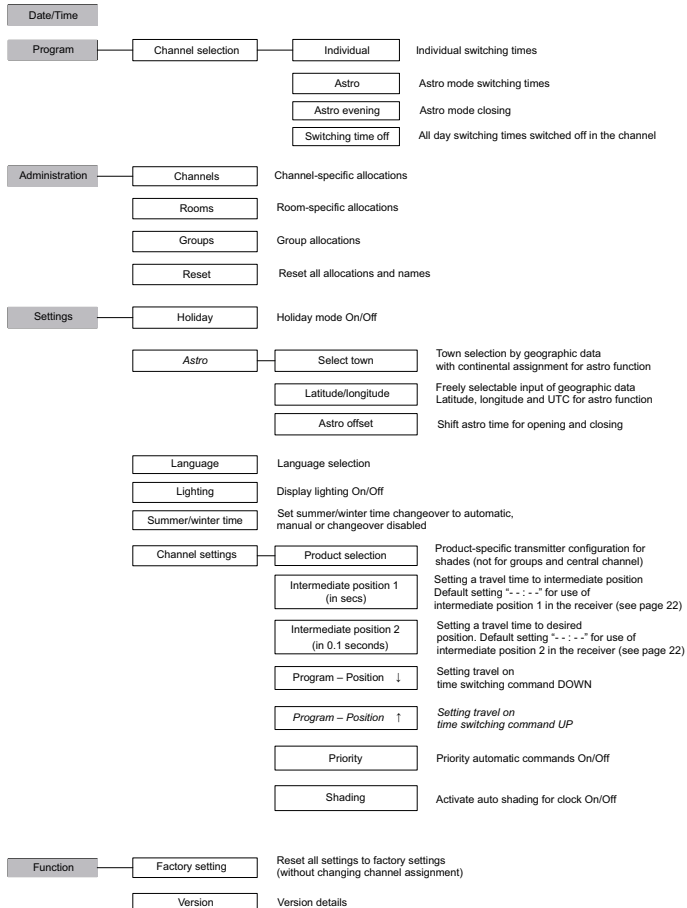 Date/Time
Program
Channel selection
Individual
Individual switching times
Astro
Astro mode switching times
Astro evening
Astro mode closing
Switching time off
All day switching times switched off in the channel
Administration
Channels
Channel-specific allocations
Rooms
Room-specific allocations
Groups
Group allocations
Reset
Reset all allocations and names
Settings
Holiday
Holiday mode On/Off
Astro
Select town
Town selection by geographic data
with continental assignment for astro function
Latitude/longitude
Freely selectable input of geographic data
Latitude, longitude and UTC for astro function
Astro offset
Shift astro time for opening and closing
Language
Language selection
Lighting
Display lighting On/Off
Summer/winter time
Set summer/winter time changeover to automatic,
manual or changeover disabled
Channel settings
Product selection
Product-specific transmitter configuration for
shades (not for groups and central channel)
Intermediate position 1
(in secs)
Setting a travel time to intermediate position
Default setting “- - : - -” for use of
intermediate position 1 in the receiver (see page 22)
Intermediate position 2
(in 0.1 seconds)
Setting a travel time to desired
position. Default setting “- - : - -” for use of
intermediate position 2 in the receiver (see page 22)
Program – Position ↓
Setting travel on
time switching command DOWN
Program – Position ↑
Setting travel on
time switching command UP
Priority
Priority automatic commands On/Off
Shading
Activate auto shading for clock On/Off
Function
Factory setting
Reset all settings to factory settings
(without changing channel assignment)
Version
Version details